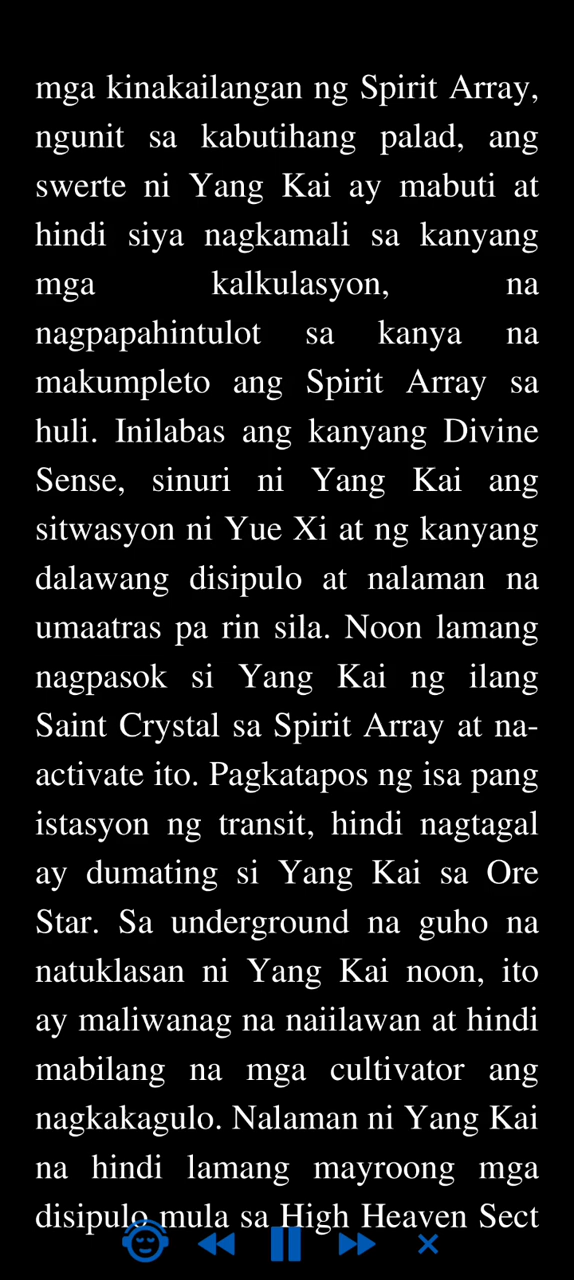 mga kinakailangan ng Spirit Array,
ngunit sa kabutihang palad, ang
swerte ni Yang Kai ay mabuti at
hindi siya nagkamali sa kanyang
mga kalkulasyon, na
nagpapahintulot sa kanya na
makumpleto ang Spirit Array sa
huli. Inilabas ang kanyang Divine
Sense, sinuri ni Yang Kai ang
sitwasyon ni Yue Xi at ng kanyang
dalawang disipulo at nalaman na
umaatras pa rin sila. Noon lamang
nagpasok si Yang Kai ng ilang
Saint Crystal sa Spirit Array at na-
activate ito. Pagkatapos ng isa pang
istasyon ng transit, hindi nagtagal
ay dumating si Yang Kai sa Ore
Star. Sa underground na guho na
natuklasan ni Yang Kai noon, ito
ay maliwanag na naiilawan at hindi
mabilang na mga cultivator ang
nagkakagulo. Nalaman ni Yang Kai
na hindi lamang mayroong mga
disipulo mula sa High Heaven Sect